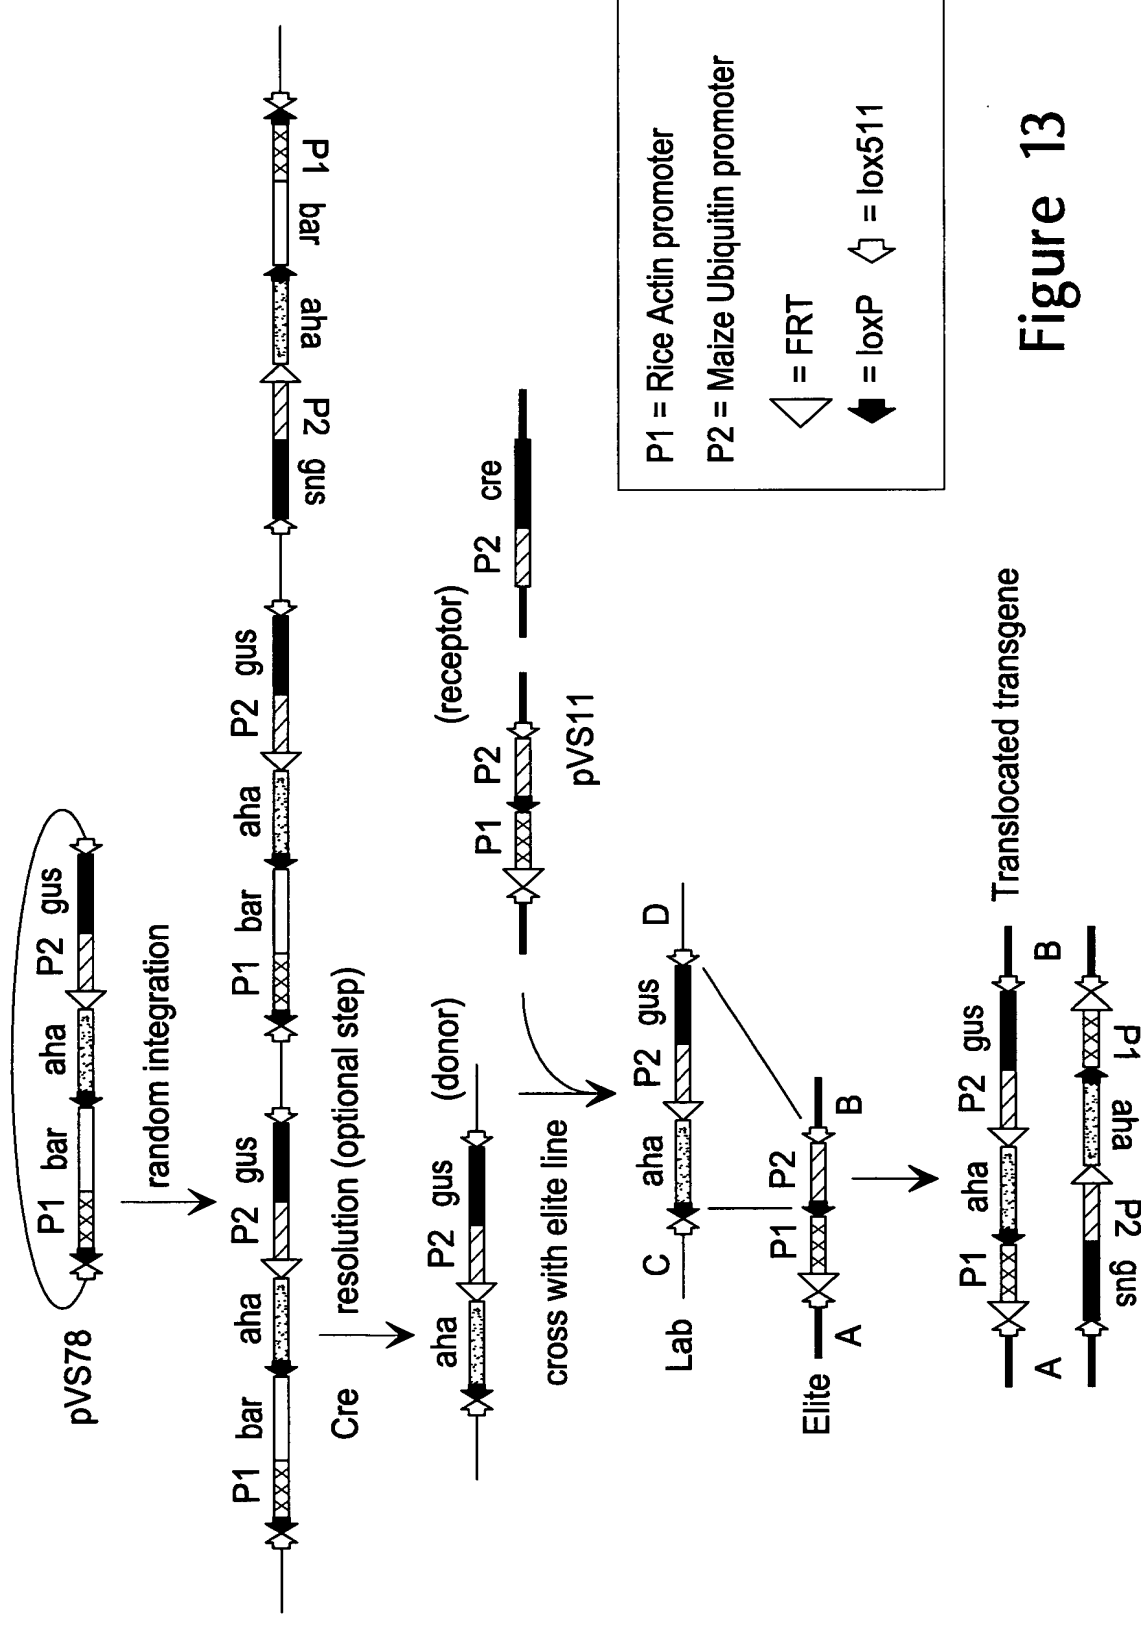 pVS78
P1 bar aha P2 gus
random integration
P1 bar aha P2 gus P1 bar aha P2 gus gus P2 aha bar P1
Cre resolution (optional step)
(donor)
aha P2 gus
(receptor)
P1 P2 P2 cre
pVS11
cross with elite line
Lab C aha P2 gus D
Elite A P1 P2 B
P1 aha P2 gus Translocated transgene
A B
gus P2 aha P1
P1 = Rice Actin promoter
P2 = Maize Ubiquitin promoter
= FRT
= loxP = lox511
Figure 13